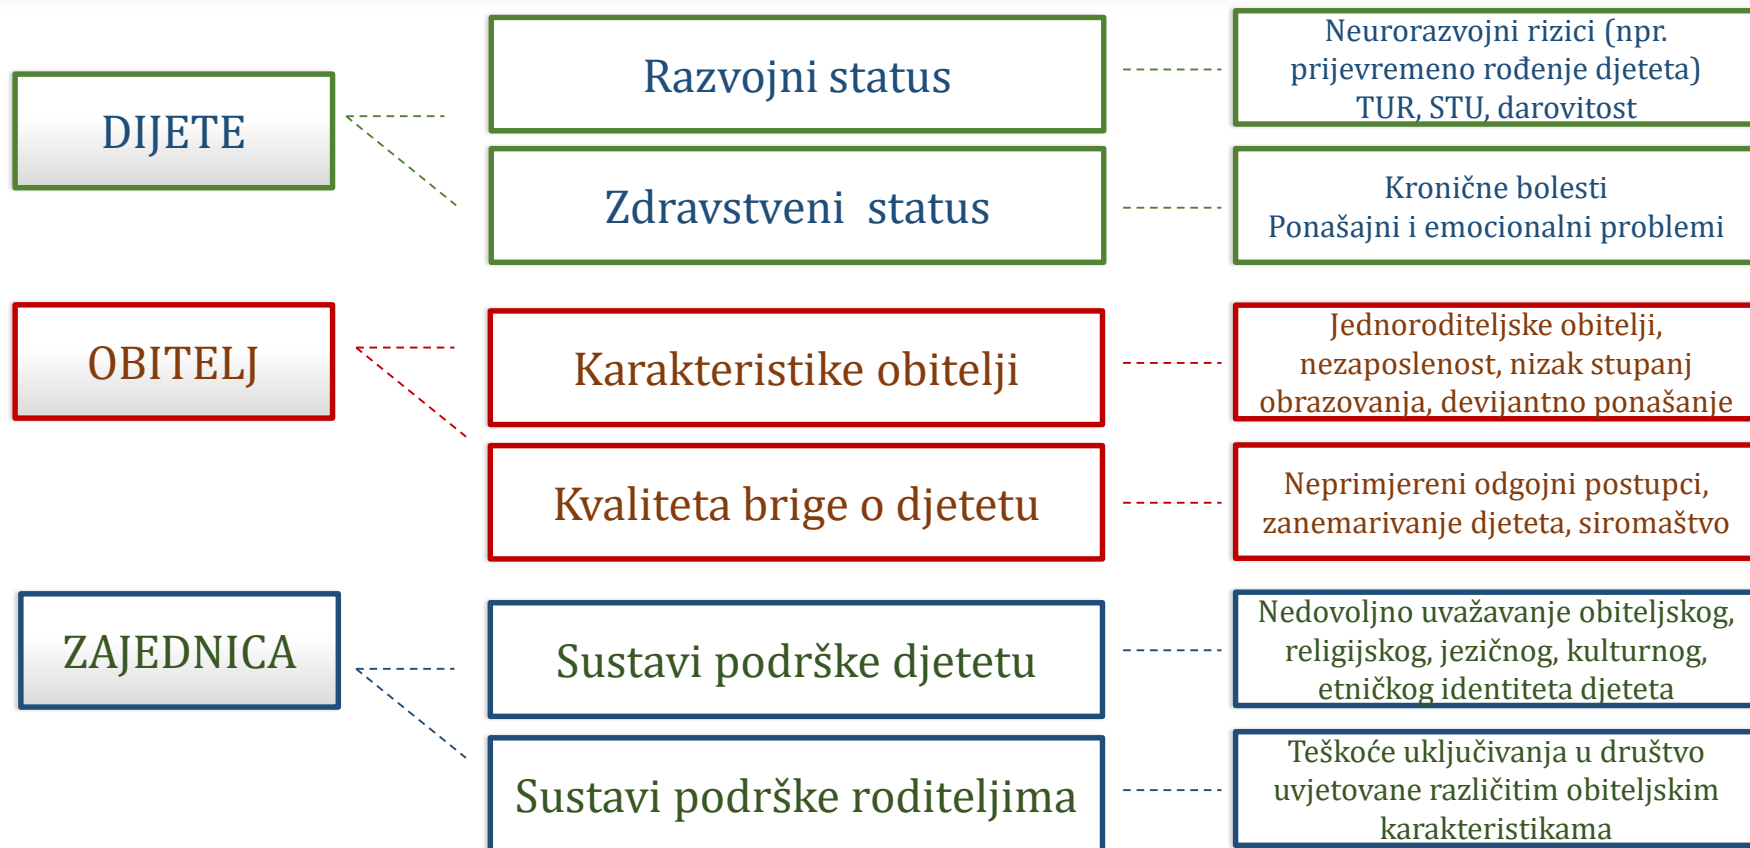 DIJETE
Razvojni status
Neurorazvojni rizici (npr.
prijevremeno rođenje djeteta)
TUR, STU, darovitost
Zdravstveni status
Kronične bolesti
Ponašajni i emocionalni problemi
OBITELJ
Karakteristike obitelji
Jednoroditeljske obitelji,
nezaposlenost, nizak stupanj
obrazovanja, devijantno ponašanje
Kvaliteta brige o djetetu
Neprimjereni odgojni postupci,
zanemarivanje djeteta, siromaštvo
ZAJEDNICA
Sustavi podrške djetetu
Nedovoljno uvažavanje obiteljskog,
religijskog, jezičnog, kulturnog,
etničkog identiteta djeteta
Sustavi podrške roditeljima
Teškoće uključivanja u društvo
uvjetovane različitim obiteljskim
karakteristikama